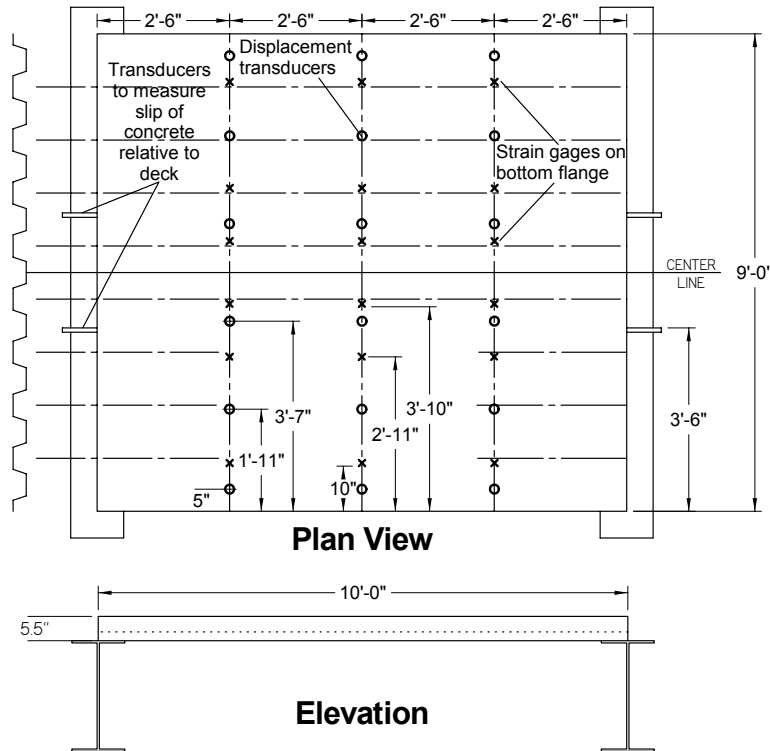 2'-6"
2'-6"
2'-6"
2'-6"
Displacement
transducers
Transducers
to measure
slip of
concrete
relative to
deck
Strain gages on
bottom flange
CENTER
LINE
9'-0'
3'-10"
3'-7"
3'-6"
2'-11"
1'-11"
10"
5"
Plan View
10'-0"
5.5"
Elevation